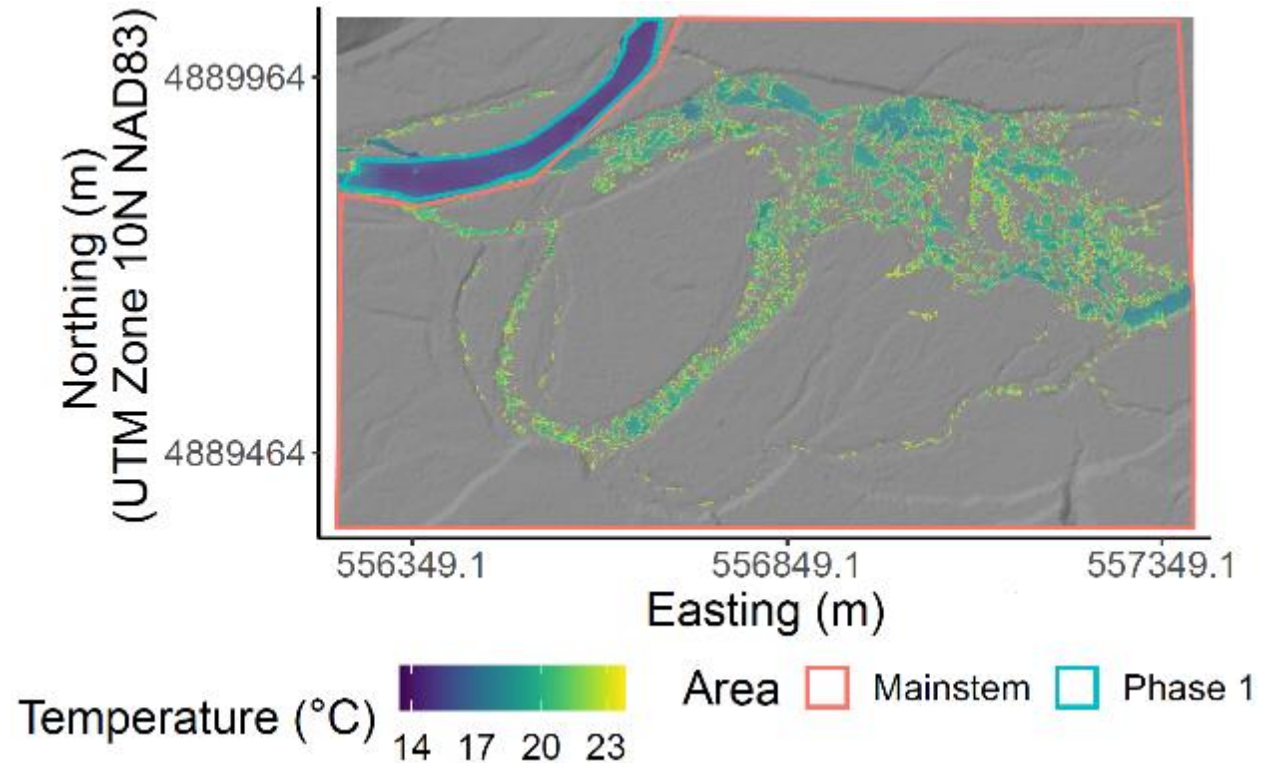 Northing (m)
(UTM Zone 10N NAD83)
4889964
4889464
556349.1 556849.1 557349.1
Easting (m)
Temperature (°C)
14 17 20 23
Area Mainstem Phase 1